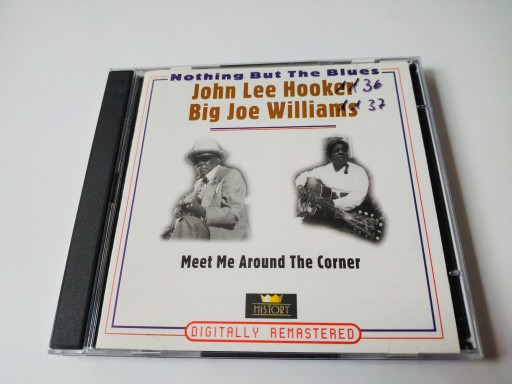 Nothing But The Blues
John Lee Hooker 36
Big Joe Williams 37
Meet Me Around The Corner
HISTORY
DIGITALLY REMASTERED